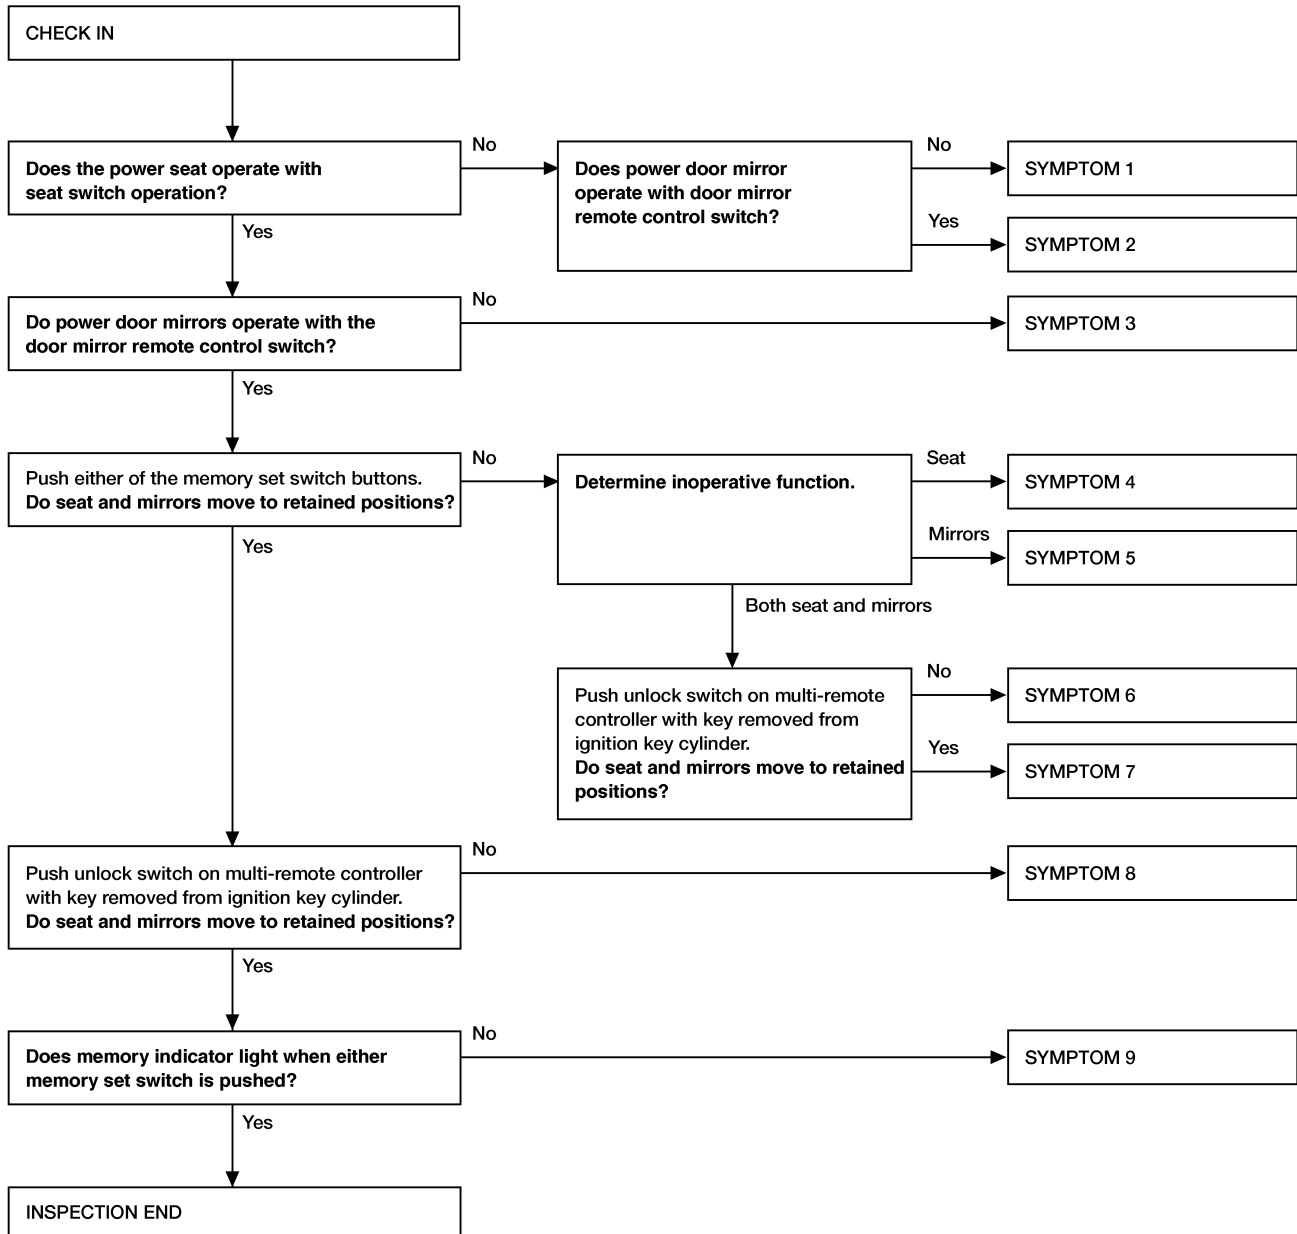 CHECK IN
Does the power seat operate with
seat switch operation?
No
Does power door mirror
operate with door mirror
remote control switch?
No
SYMPTOM 1
Yes
SYMPTOM 2
Yes
Do power door mirrors operate with the
door mirror remote control switch?
No
SYMPTOM 3
Yes
Push either of the memory set switch buttons.
Do seat and mirrors move to retained positions?
No
Determine inoperative function.
Seat
SYMPTOM 4
Mirrors
SYMPTOM 5
Both seat and mirrors
Push unlock switch on multi-remote
controller with key removed from
ignition key cylinder.
Do seat and mirrors move to retained
positions?
No
SYMPTOM 6
Yes
SYMPTOM 7
Yes
Push unlock switch on multi-remote controller
with key removed from ignition key cylinder.
Do seat and mirrors move to retained positions?
No
SYMPTOM 8
Yes
Does memory indicator light when either
memory set switch is pushed?
No
SYMPTOM 9
Yes
INSPECTION END